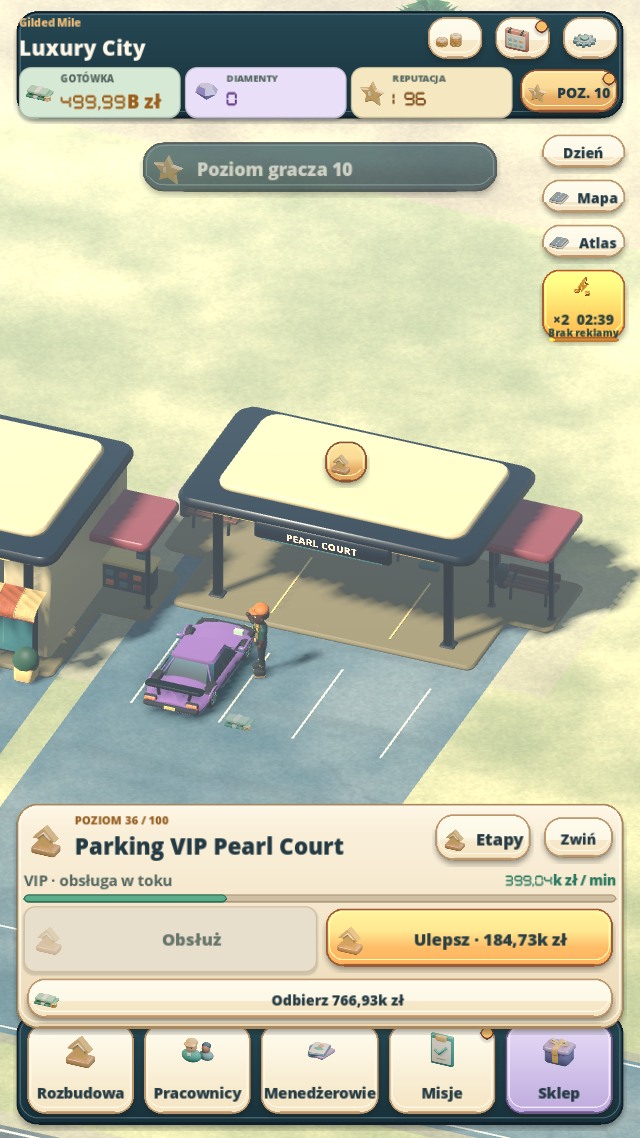 Gilded Mile
Luxury City
GOTÓWKA
499,99B zł
DIAMENTY
0
REPUTACJA
196
POZ. 10
Poziom gracza 10
Dzień
Mapa
Atlas
×2 02:39
Brak reklamy
PEARL COURT
POZIOM 36 / 100
Parking VIP Pearl Court
Etapy
Zwiń
VIP · obsługa w toku
399,04k zł / min
Obsłuż
Ulepsz · 184,73k zł
Odbierz 766,93k zł
Rozbudowa
Pracownicy
Menedżerowie
Misje
Sklep